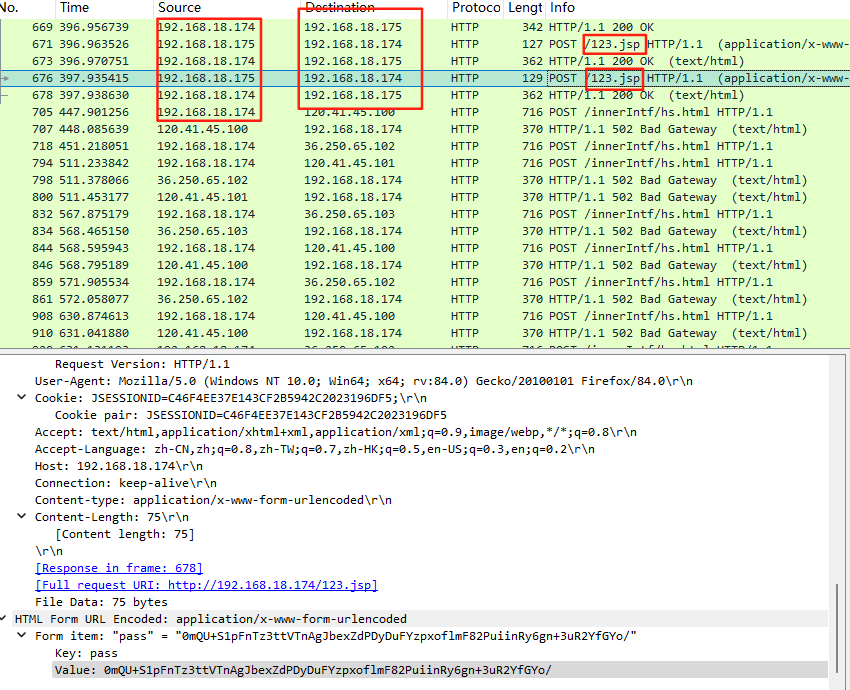 No. Time Source Destination Protoco Lengt Info
669 396.956739 192.168.18.174 192.168.18.175 HTTP 342 HTTP/1.1 200 OK
671 396.963526 192.168.18.175 192.168.18.174 HTTP 127 POST /123.jsp HTTP/1.1 (application/x-www-
673 396.970751 192.168.18.174 192.168.18.175 HTTP 62 HTTP/1.1 200 OK (text/html)
676 397.935415 192.168.18.175 192.168.18.174 HTTP 129 POST /123.jsp HTTP/1.1 (application/x-www-
678 397.938630 192.168.18.174 192.168.18.175 HTTP 62 HTTP/1.1 200 OK (text/html)
705 447.901256 192.168.18.174 120.41.45.100 HTTP 716 POST /innerIntf/hs.html HTTP/1.1
707 448.085639 120.41.45.100 192.168.18.174 HTTP 370 HTTP/1.1 502 Bad Gateway (text/html)
718 451.218051 192.168.18.174 36.250.65.102 HTTP 716 POST /innerIntf/hs.html HTTP/1.1
794 511.233842 192.168.18.174 120.41.45.101 HTTP 716 POST /innerIntf/hs.html HTTP/1.1
798 511.378066 36.250.65.102 192.168.18.174 HTTP 370 HTTP/1.1 502 Bad Gateway (text/html)
800 511.453177 120.41.45.101 192.168.18.174 HTTP 370 HTTP/1.1 502 Bad Gateway (text/html)
832 567.875179 192.168.18.174 36.250.65.103 HTTP 716 POST /innerIntf/hs.html HTTP/1.1
834 568.465150 36.250.65.103 192.168.18.174 HTTP 370 HTTP/1.1 502 Bad Gateway (text/html)
844 568.595943 192.168.18.174 120.41.45.100 HTTP 716 POST /innerIntf/hs.html HTTP/1.1
846 568.795189 120.41.45.100 192.168.18.174 HTTP 370 HTTP/1.1 502 Bad Gateway (text/html)
859 571.905534 192.168.18.174 36.250.65.102 HTTP 716 POST /innerIntf/hs.html HTTP/1.1
861 572.058077 36.250.65.102 192.168.18.174 HTTP 370 HTTP/1.1 502 Bad Gateway (text/html)
908 630.874613 192.168.18.174 120.41.45.100 HTTP 716 POST /innerIntf/hs.html HTTP/1.1
910 631.041880 120.41.45.100 192.168.18.174 HTTP 370 HTTP/1.1 502 Bad Gateway (text/html)
Request Version: HTTP/1.1
User-Agent: Mozilla/5.0 (Windows NT 10.0; Win64; x64; rv:84.0) Gecko/20100101 Firefox/84.0\r\n
Cookie: JSESSIONID=C46F4EE37E143CF2B5942C2023196DF5;\r\n
Cookie pair: JSESSIONID=C46F4EE37E143CF2B5942C2023196DF5
Accept: text/html,application/xhtml+xml,application/xml;q=0.9,image/webp,*/*;q=0.8\r\n
Accept-Language: zh-CN,zh;q=0.8,zh-TW;q=0.7,zh-HK;q=0.5,en-US;q=0.3,en;q=0.2\r\n
Host: 192.168.18.174\r\n
Connection: keep-alive\r\n
Content-type: application/x-www-form-urlencoded\r\n
Content-Length: 75\r\n
[Content length: 75]
\r\n
[Response in frame: 678]
[Full request URI: http://192.168.18.174/123.jsp]
File Data: 75 bytes
HTML Form URL Encoded: application/x-www-form-urlencoded
Form item: "pass" = "0mQU+S1pFnTz3ttVTnAgJbexZdPDyDuFYzpxoflmF82PuiinRy6gn+3uR2YfGYo/"
Key: pass
Value: 0mQU+S1pFnTz3ttVTnAgJbexZdPDyDuFYzpxoflmF82PuiinRy6gn+3uR2YfGYo/